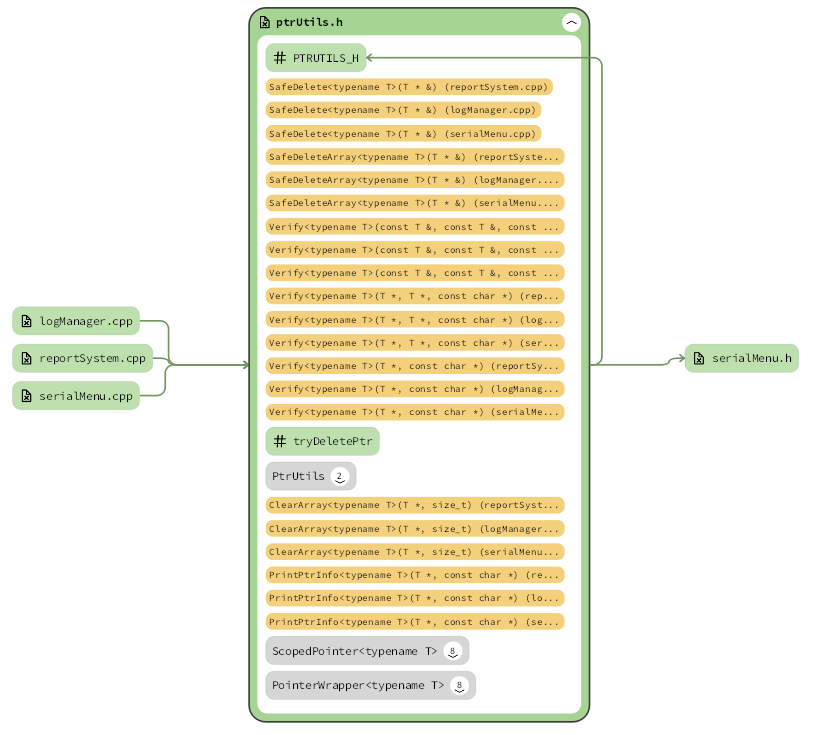 ptrUtils.h
# PTRUTILS_H
SafeDelete<typename T>(T * &) (reportSystem.cpp)
SafeDelete<typename T>(T * &) (logManager.cpp)
SafeDelete<typename T>(T * &) (serialMenu.cpp)
SafeDeleteArray<typename T>(T * &) (reportSyste...
SafeDeleteArray<typename T>(T * &) (logManager....
SafeDeleteArray<typename T>(T * &) (serialMenu....
Verify<typename T>(const T &, const T &, const ...
Verify<typename T>(const T &, const T &, const ...
Verify<typename T>(const T &, const T &, const ...
Verify<typename T>(T *, T *, const char *) (rep...
Verify<typename T>(T *, T *, const char *) (log...
Verify<typename T>(T *, T *, const char *) (ser...
Verify<typename T>(T *, const char *) (reportSy...
Verify<typename T>(T *, const char *) (logManag...
Verify<typename T>(T *, const char *) (serialMe...
# tryDeletePtr
PtrUtils 2
ClearArray<typename T>(T *, size_t) (reportSyst...
ClearArray<typename T>(T *, size_t) (logManager...
ClearArray<typename T>(T *, size_t) (serialMenu...
PrintPtrInfo<typename T>(T *, const char *) (re...
PrintPtrInfo<typename T>(T *, const char *) (lo...
PrintPtrInfo<typename T>(T *, const char *) (se...
ScopedPointer<typename T> 8
PointerWrapper<typename T> 8
logManager.cpp
reportSystem.cpp
serialMenu.cpp
serialMenu.h